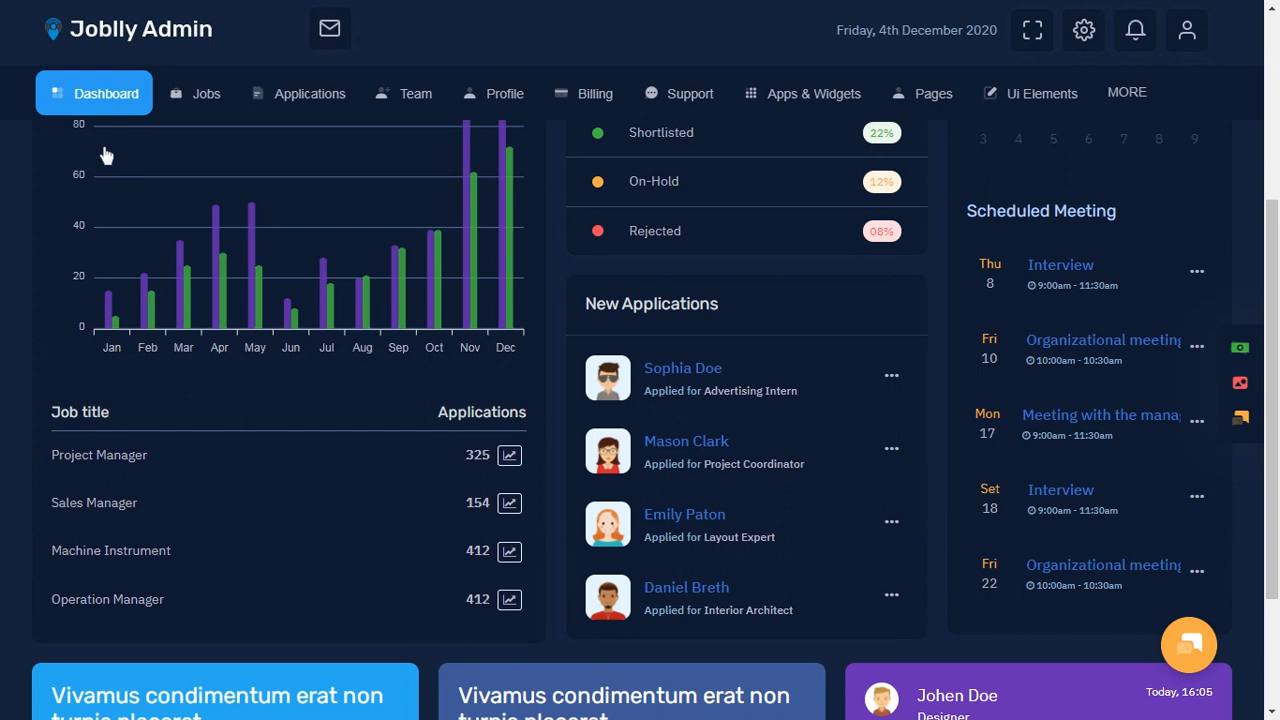 Joblly Admin
Friday, 4th December 2020
Dashboard
Jobs
Applications
Team
Profile
Billing
Support
Apps & Widgets
Pages
Ui Elements
MORE
80
60
40
20
0
Jan Feb Mar Apr May Jun Jul Aug Sep Oct Nov Dec
Job title Applications
Project Manager 325
Sales Manager 154
Machine Instrument 412
Operation Manager 412
Shortlisted 22%
On-Hold 12%
Rejected 08%
New Applications
Sophia Doe
Applied for Advertising Intern
Mason Clark
Applied for Project Coordinator
Emily Paton
Applied for Layout Expert
Daniel Breth
Applied for Interior Architect
3 4 5 6 7 8 9
Scheduled Meeting
Thu 8
Interview
9:00am - 11:30am
Fri 10
Organizational meeting
10:00am - 10:30am
Mon 17
Meeting with the mana
9:00am - 11:30am
Set 18
Interview
9:00am - 11:30am
Fri 22
Organizational meeting
10:00am - 10:30am
Vivamus condimentum erat non
turpis placerat
Vivamus condimentum erat non
turpis placerat
Johen Doe
Designer
Today, 16:05